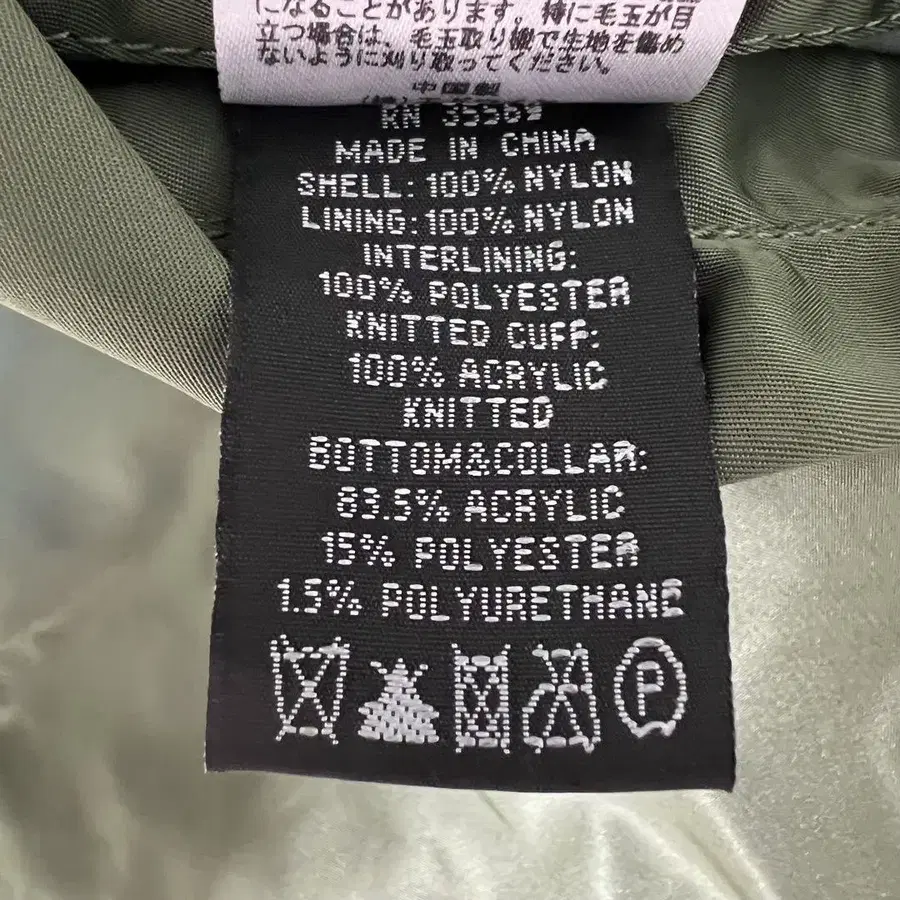 になることがあります。特に毛玉が目
立つ場合は、毛玉取り機で生地を傷め
ないように刈り取ってください。
中国製
RN 35569
MADE IN CHINA
SHELL: 100% NYLON
LINING: 100% NYLON
INTERLINING:
100% POLYESTER
KNITTED CUFF:
100% ACRYLIC
KNITTED
BOTTOM&COLLAR:
83.5% ACRYLIC
15% POLYESTER
1.5% POLYURETHANE
P